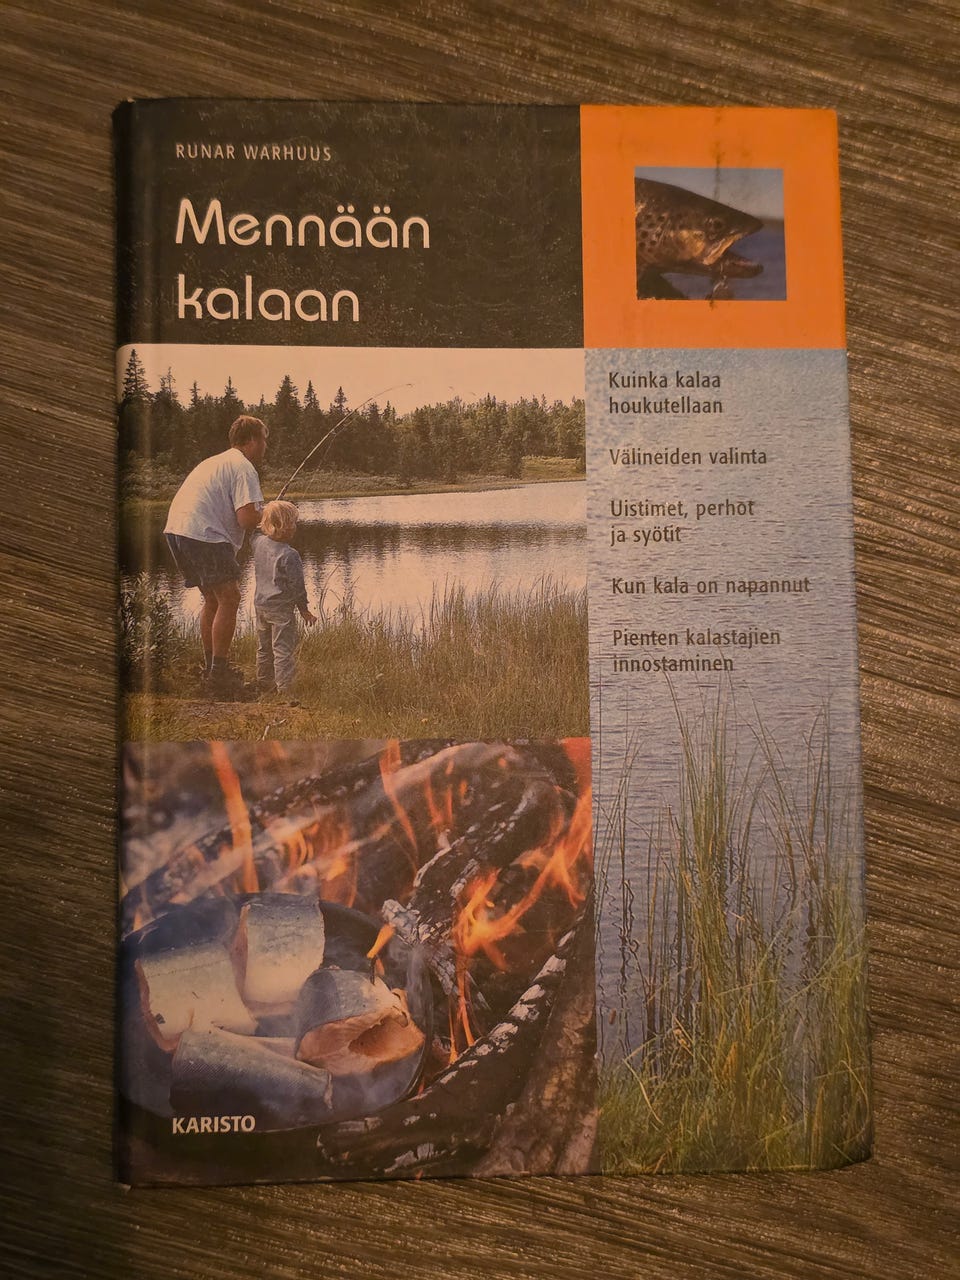 RUNAR WARHUUS
Mennään
kalaan
Kuinka kalaa
houkutellaan
Välineiden valinta
Uistimet, perhot
ja syötit
Kun kala on napannut
Pienten kalastajien
innostaminen
KARISTO